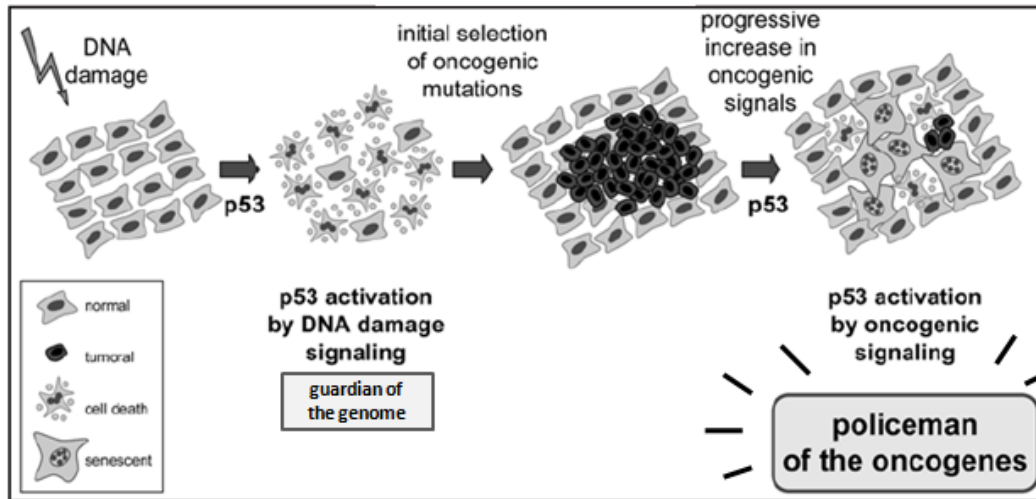 DNA
damage
p53
initial selection
of oncogenic
mutations
progressive
increase in
oncogenic
signals
p53
p53 activation
by DNA damage
signaling
guardian of
the genome
p53 activation
by oncogenic
signaling
policeman
of the oncogenes
normal
tumoral
cell death
senescent